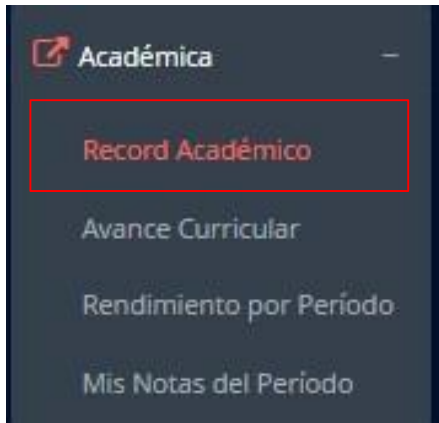 Académica
Record Académico
Avance Curricular
Rendimiento por Período
Mis Notas del Período